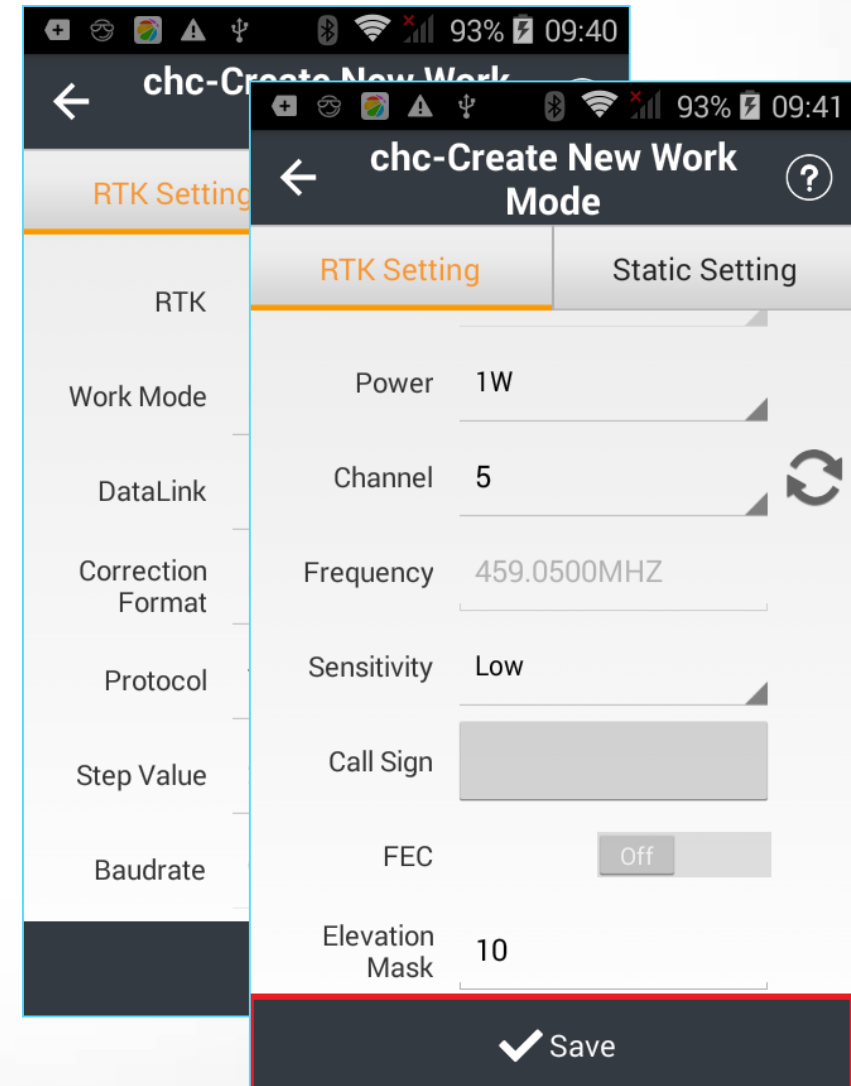 93% 09:40
chc-Create New Work
RTK Setting
RTK
Work Mode
DataLink
Correction
Format
Protocol
Step Value
Baudrate
93% 09:41
chc-Create New Work
Mode
?
RTK Setting
Static Setting
Power 1W
Channel 5
Frequency 459.0500MHZ
Sensitivity Low
Call Sign
FEC Off
Elevation
Mask 10
Save